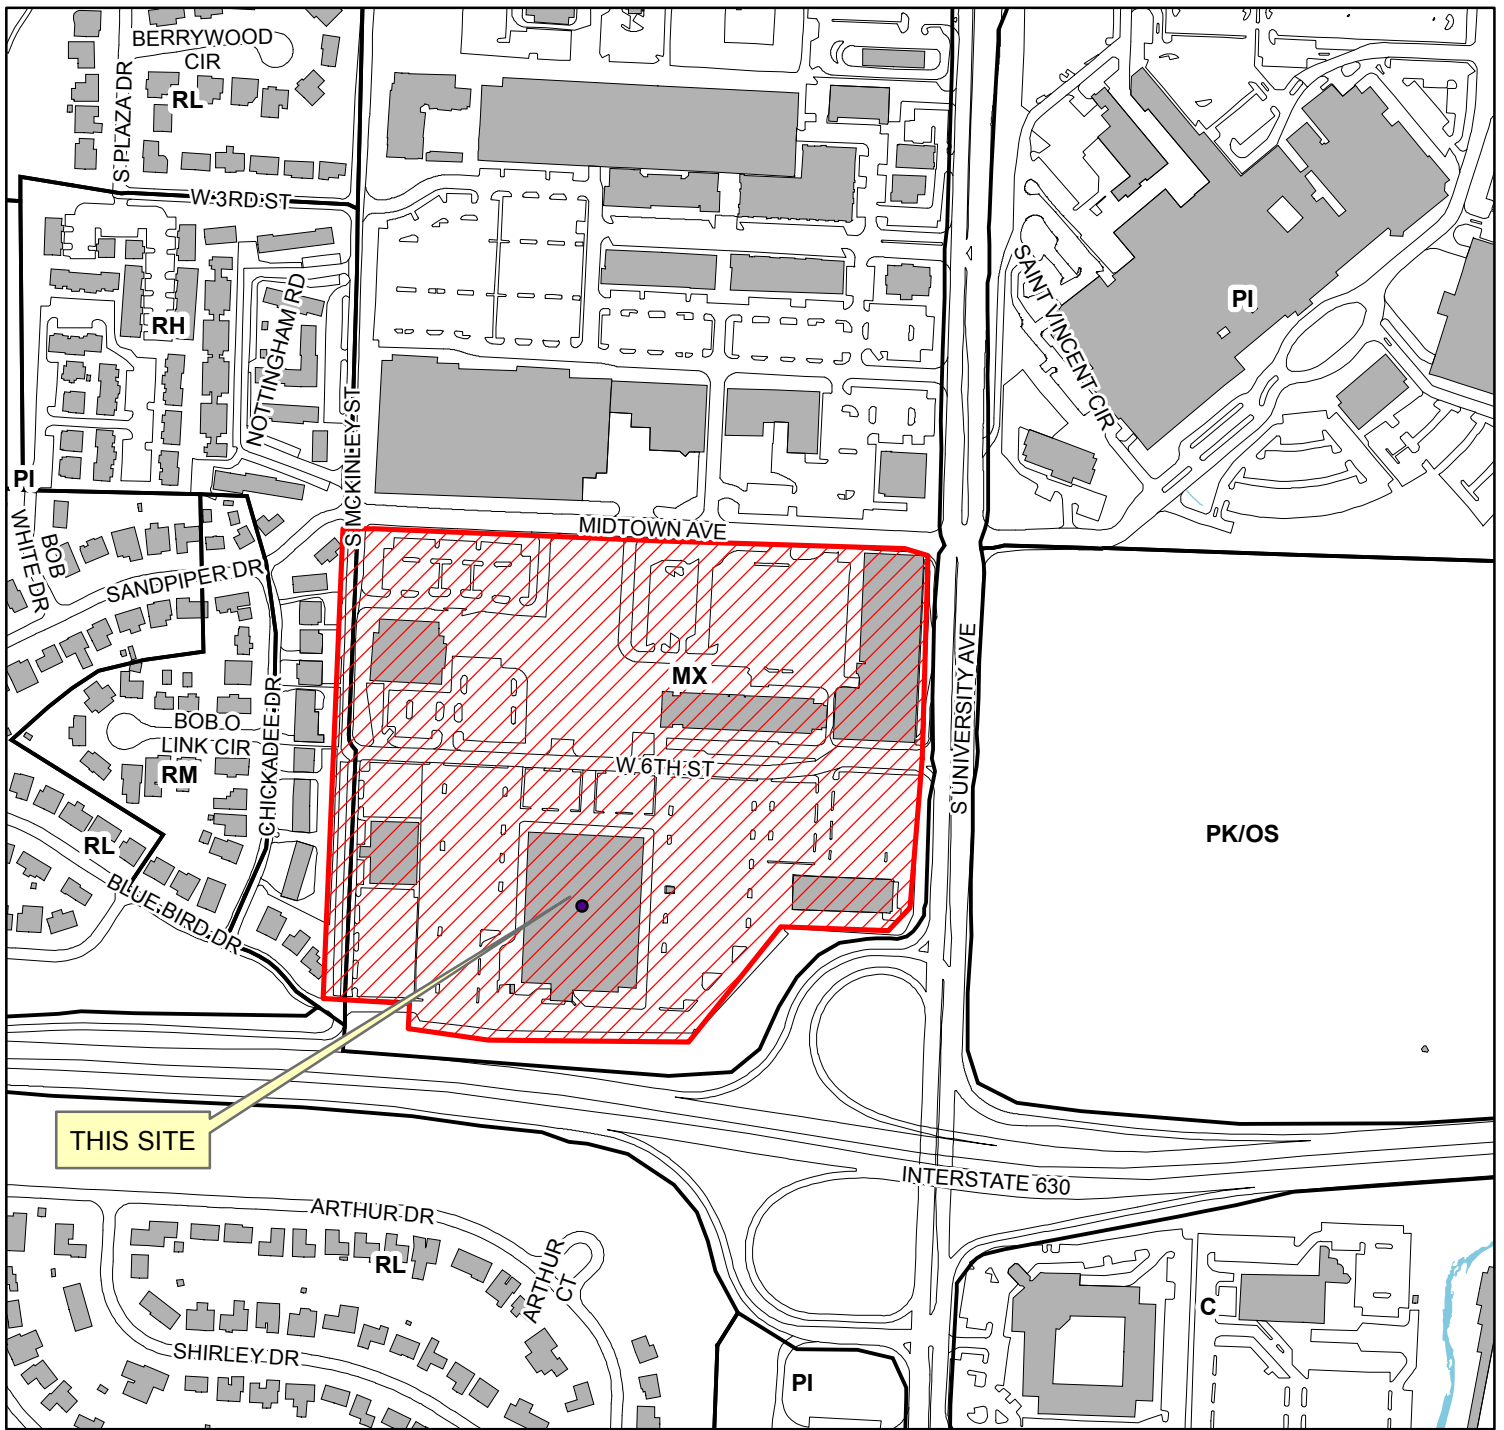 BERRYWOOD
CIR
S PLAZA DR
RL
W 3RD ST
RH
NOTTINGHAM RD
S MCKINLEY ST
SAINT VINCENT CIR
PI
PI
BOB
WHITE DR
SANDPIPER DR
MIDTOWN AVE
MX
CHICKADEE DR
BOB O
LINK CIR
RM
W 6TH ST
S UNIVERSITY AVE
PK/OS
RL
BLUE BIRD DR
THIS SITE
INTERSTATE 630
ARTHUR DR
RL
ARTHUR
CT
SHIRLEY DR
PI
C